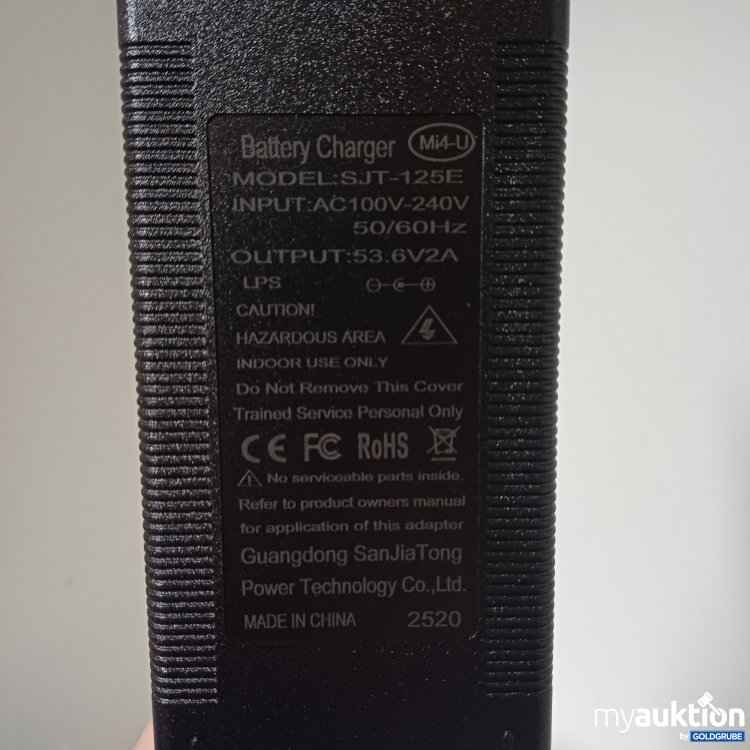 Battery Charger Mi4-U
MODEL:SJT-125E
INPUT:AC100V-240V
50/60Hz
OUTPUT:53.6V2A
LPS
CAUTION!
HAZARDOUS AREA
INDOOR USE ONLY
Do Not Remove This Cover
Trained Service Personal Only
CE FC RoHS
No serviceable parts inside.
Refer to product owners manual
for application of this adapter
Guangdong SanJiaTong
Power Technology Co.,Ltd.
MADE IN CHINA 2520
myauktion
by GOLDGRUBE